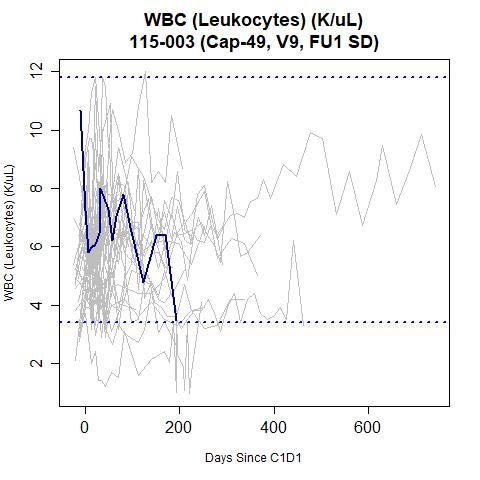 WBC (Leukocytes) (K/uL)
115-003 (Cap-49, V9, FU1 SD)
WBC (Leukocytes) (K/uL)
12
10
8
6
4
2
0 200 400 600
Days Since C1D1